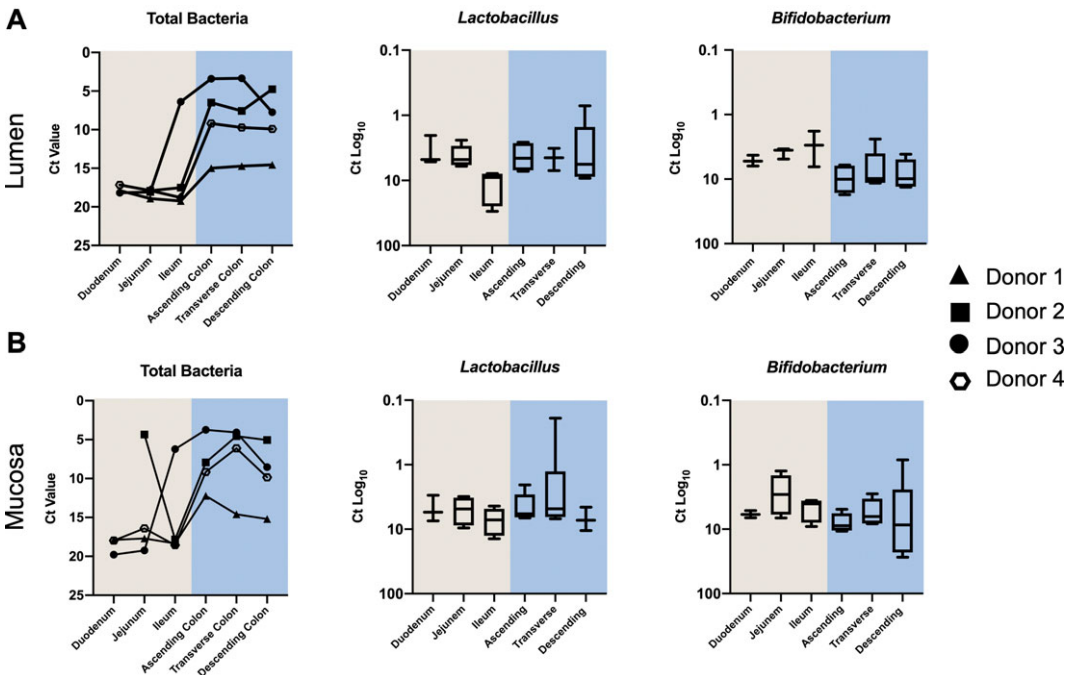 A
Total Bacteria
Lactobacillus
Bifidobacterium
Lumen
Ct Value
0
5
10
15
20
25
Duodenum
Jejunum
Ileum
Ascending Colon
Transverse Colon
Descending Colon
Ct Log10
0.1
1
10
100
Duodenum
Jejunem
Ileum
Ascending
Transverse
Descending
Ct Log10
0.1
1
10
100
Duodenum
Jejunem
Ileum
Ascending
Transverse
Descending
Donor 1
Donor 2
Donor 3
Donor 4
B
Total Bacteria
Lactobacillus
Bifidobacterium
Mucosa
Ct Value
0
5
10
15
20
25
Duodenum
Jejunum
Ileum
Ascending Colon
Transverse Colon
Descending Colon
Ct Log10
0.1
1
10
100
Duodenum
Jejunem
Ileum
Ascending
Transverse
Descending
Ct Log10
0.1
1
10
100
Duodenum
Jejunem
Ileum
Ascending
Transverse
Descending